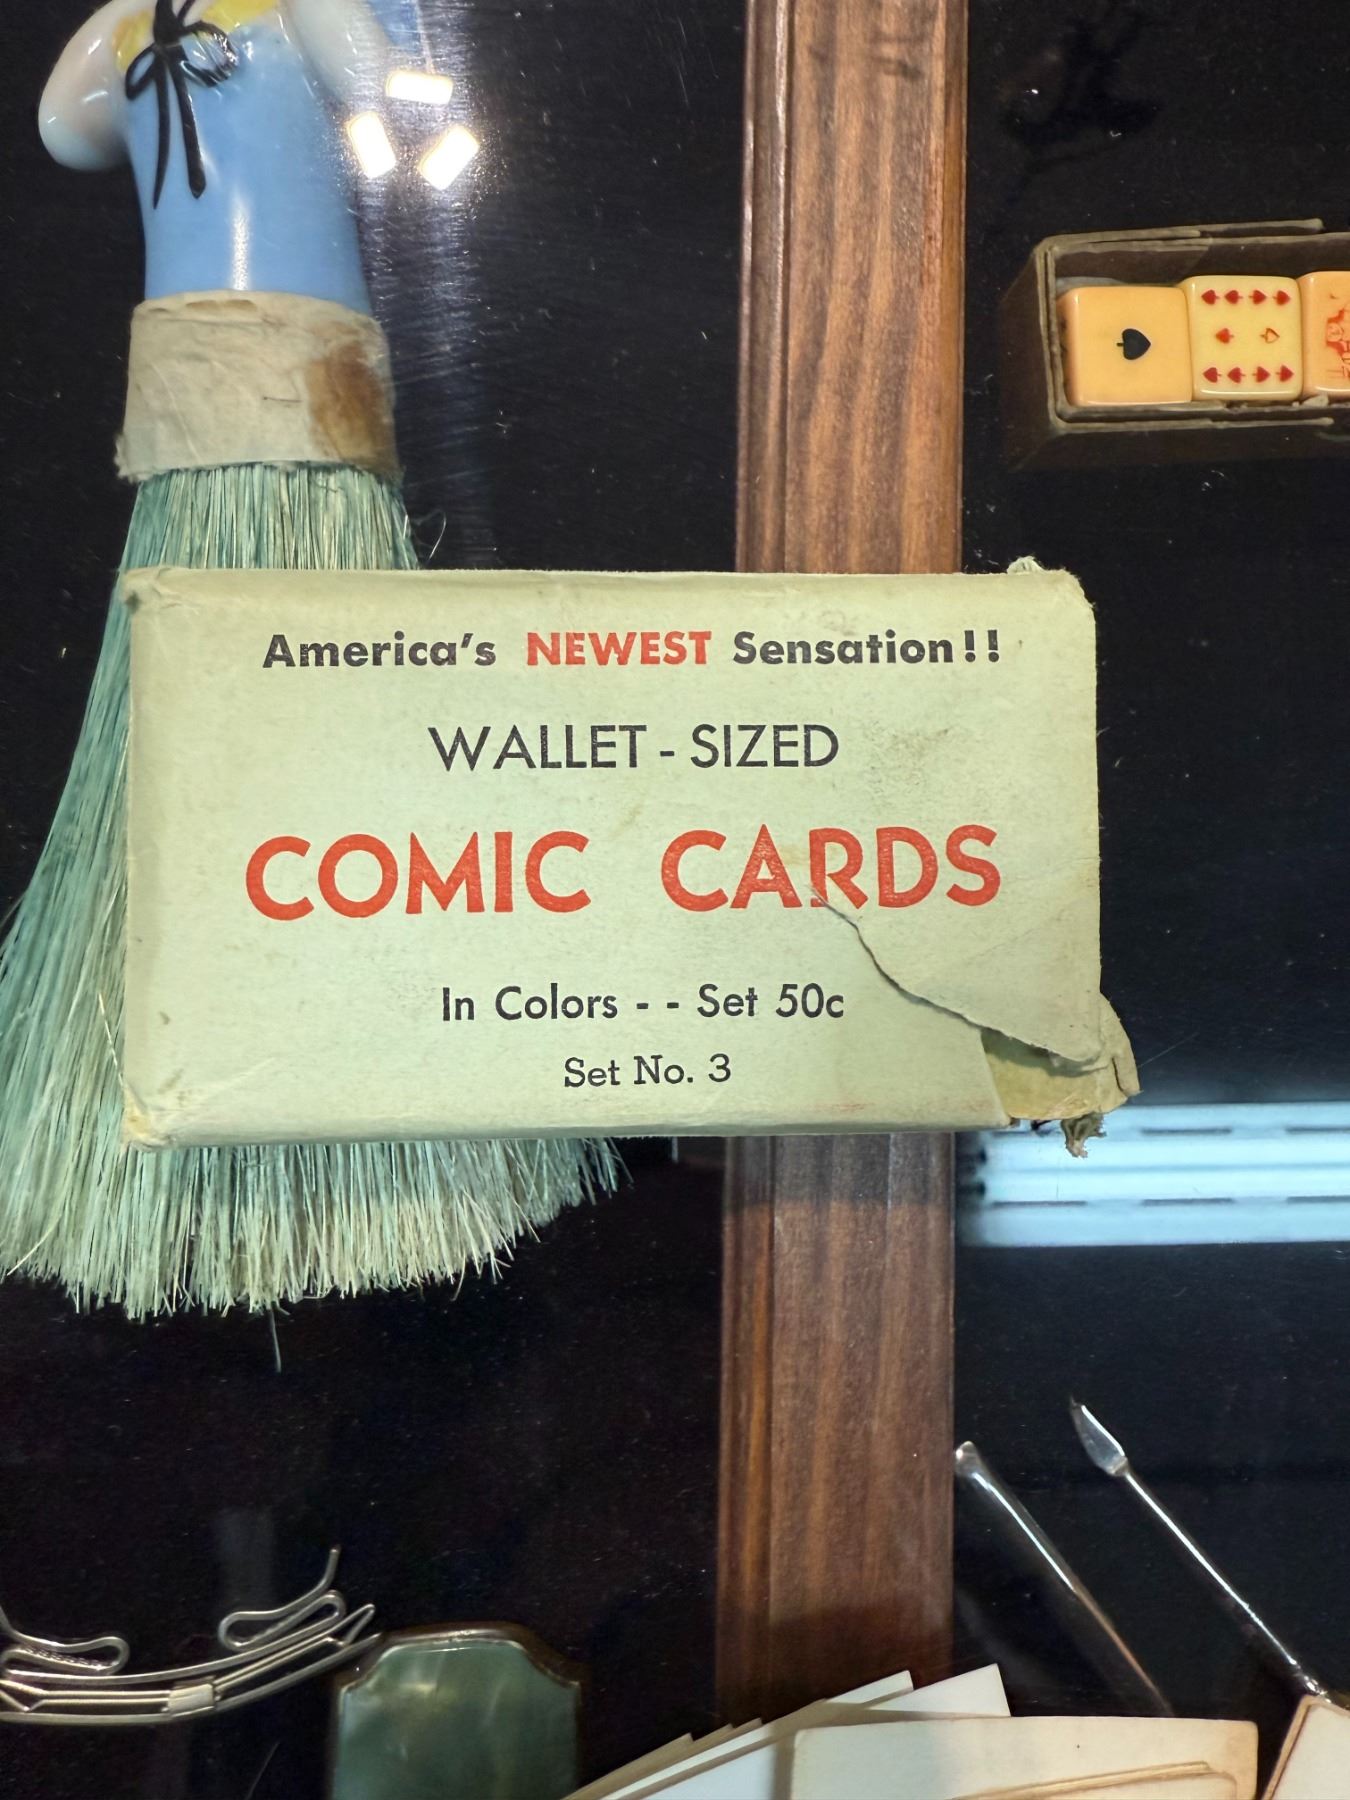 America's NEWEST Sensation!!
WALLET - SIZED
COMIC CARDS
In Colors - - Set 50c
Set No. 3